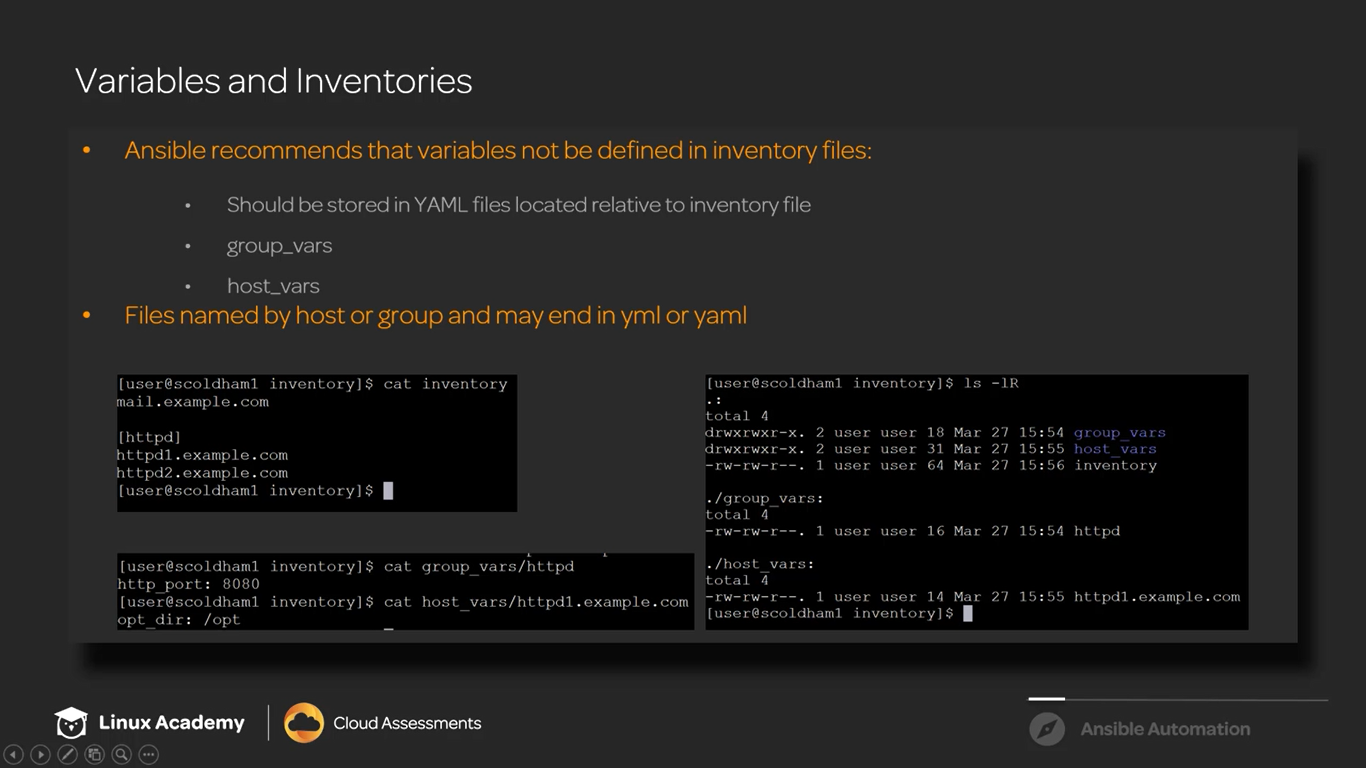 Variables and Inventories
• Ansible recommends that variables not be defined in inventory files:
• Should be stored in YAML files located relative to inventory file
• group_vars
• host_vars
• Files named by host or group and may end in yml or yaml
[user@scoldham1 inventory]$ cat inventory
mail.example.com
[httpd]
httpd1.example.com
httpd2.example.com
[user@scoldham1 inventory]$
[user@scoldham1 inventory]$ cat group_vars/httpd
http_port: 8080
[user@scoldham1 inventory]$ cat host_vars/httpd1.example.com
opt_dir: /opt
[user@scoldham1 inventory]$ ls -lR
.:
total 4
drwxrwxr-x. 2 user user 18 Mar 27 15:54 group_vars
drwxrwxr-x. 2 user user 31 Mar 27 15:55 host_vars
-rw-rw-r--. 1 user user 64 Mar 27 15:56 inventory
./group_vars:
total 4
-rw-rw-r--. 1 user user 16 Mar 27 15:54 httpd
./host_vars:
total 4
-rw-rw-r--. 1 user user 14 Mar 27 15:55 httpd1.example.com
[user@scoldham1 inventory]$
Linux Academy
Cloud Assessments
Ansible Automation